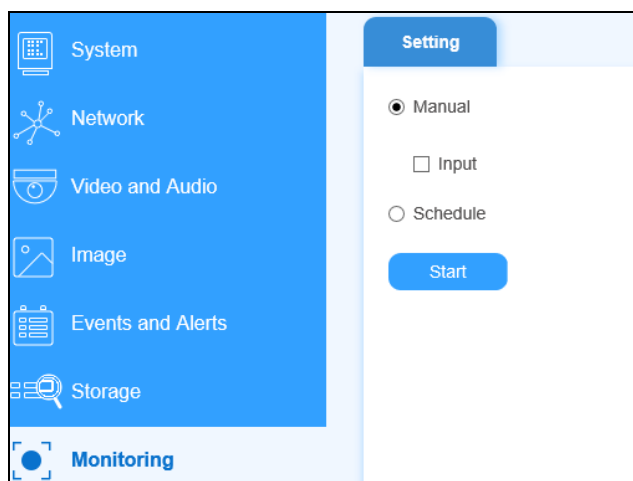 System
Network
Video and Audio
Image
Events and Alerts
Storage
Monitoring
Setting
Manual
Input
Schedule
Start